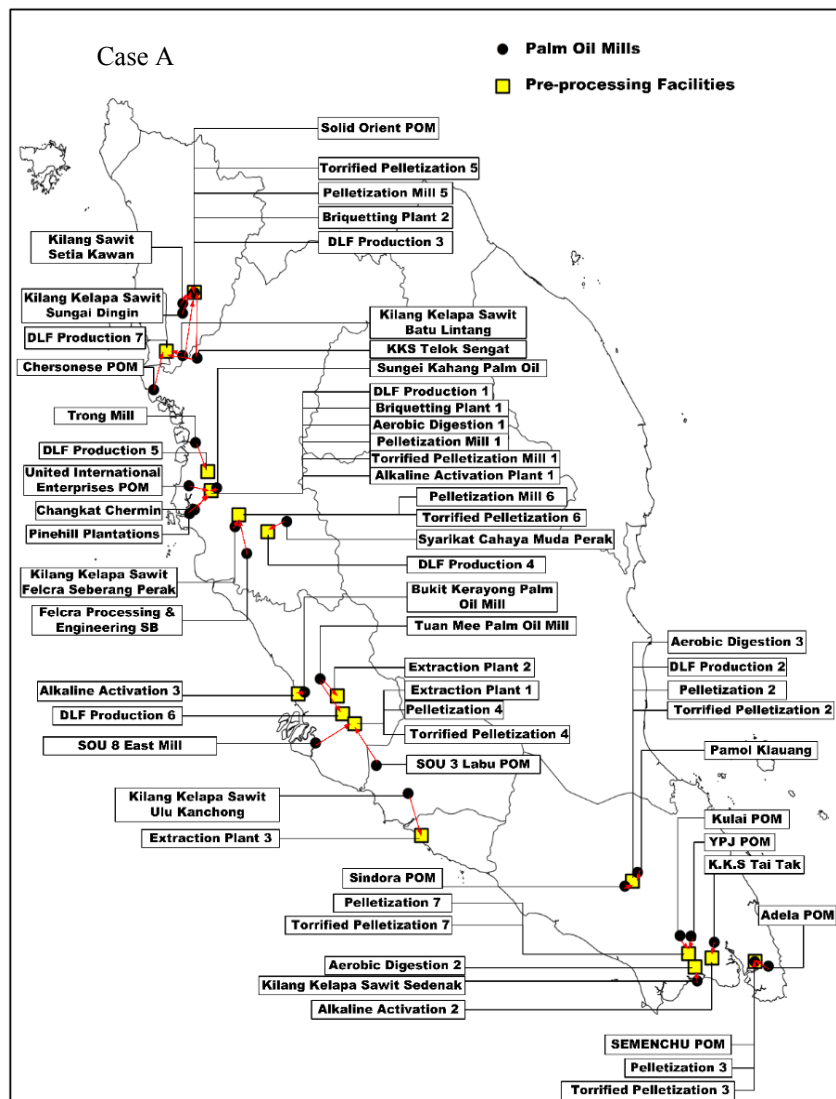 Case A
Palm Oil Mills
Pre-processing Facilities
Solid Orient POM
Torrified Pelletization 5
Pelletization Mill 5
Briquetting Plant 2
DLF Production 3
Kilang Sawit
Setia Kawan
Kilang Kelapa Sawit
Sungai Dingin
DLF Production 7
Chersonese POM
Kilang Kelapa Sawit
Batu Lintang
KKS Telok Sengat
Sungei Kahang Palm Oil
DLF Production 1
Briquetting Plant 1
Aerobic Digestion 1
Pelletization Mill 1
Torrified Pelletization Mill 1
Alkaline Activation Plant 1
Trong Mill
DLF Production 5
United International
Enterprises POM
Changkat Chermin
Pinehill Plantations
Pelletization Mill 6
Torrified Pelletization 6
Syarikat Cahaya Muda Perak
DLF Production 4
Kilang Kelapa Sawit
Felcra Seberang Perak
Felcra Processing &
Engineering SB
Bukit Kerayong Palm
Oil Mill
Tuan Mee Palm Oil Mill
Extraction Plant 2
Extraction Plant 1
Pelletization 4
Torrified Pelletization 4
Alkaline Activation 3
DLF Production 6
SOU 8 East Mill
SOU 3 Labu POM
Aerobic Digestion 3
DLF Production 2
Pelletization 2
Torrified Pelletization 2
Pamol Klauang
Kilang Kelapa Sawit
Ulu Kanchong
Extraction Plant 3
Kulai POM
YPJ POM
K.K.S Tai Tak
Adela POM
Sindora POM
Pelletization 7
Torrified Pelletization 7
Aerobic Digestion 2
Kilang Kelapa Sawit Sedenak
Alkaline Activation 2
SEMENCHU POM
Pelletization 3
Torrified Pelletization 3